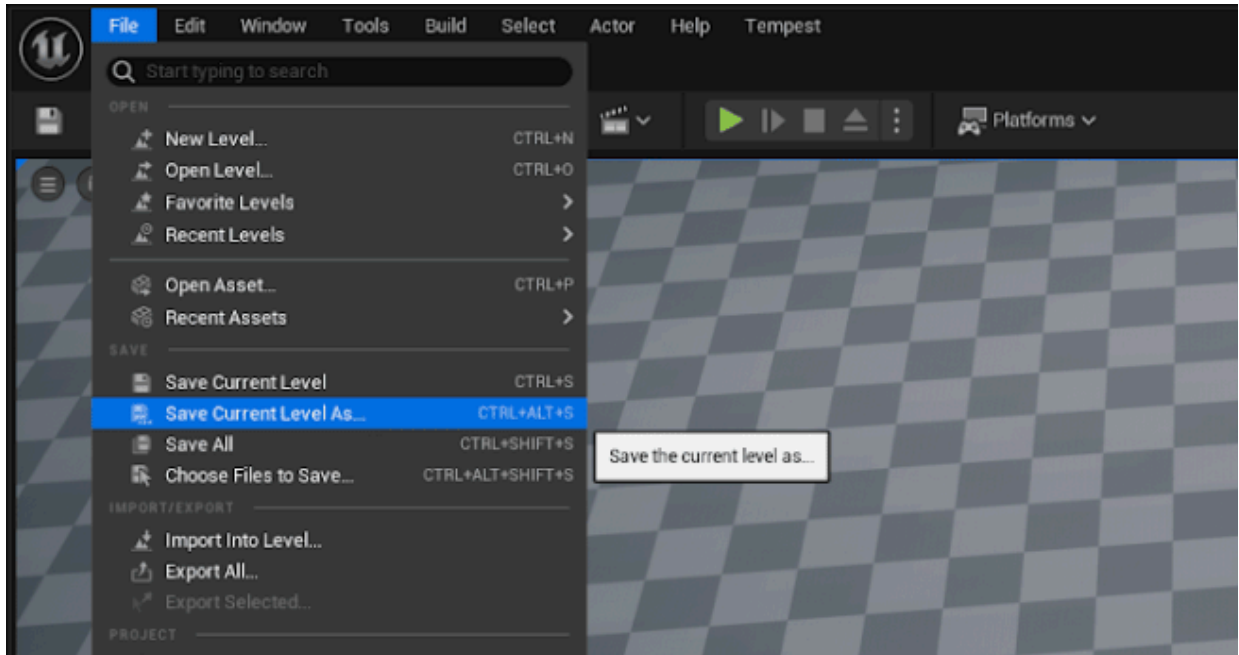 File Edit Window Tools Build Select Actor Help Tempest
Start typing to search
Platforms
OPEN
New Level... CTRL+N
Open Level... CTRL+O
Favorite Levels
Recent Levels
Open Asset... CTRL+P
Recent Assets
SAVE
Save Current Level CTRL+S
Save Current Level As... CTRL+ALT+S
Save All CTRL+SHIFT+S
Save the current level as...
Choose Files to Save... CTRL+ALT+SHIFT+S
IMPORT/EXPORT
Import Into Level...
Export All...
Export Selected...
PROJECT